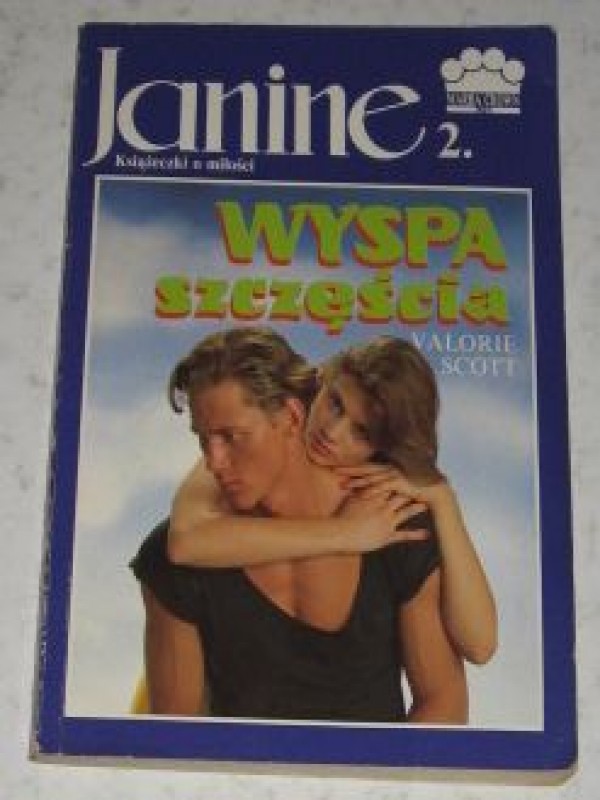 Janine 2.
Książeczki o miłości
WYSPA
szczęścia
VALORIE
SCOTT